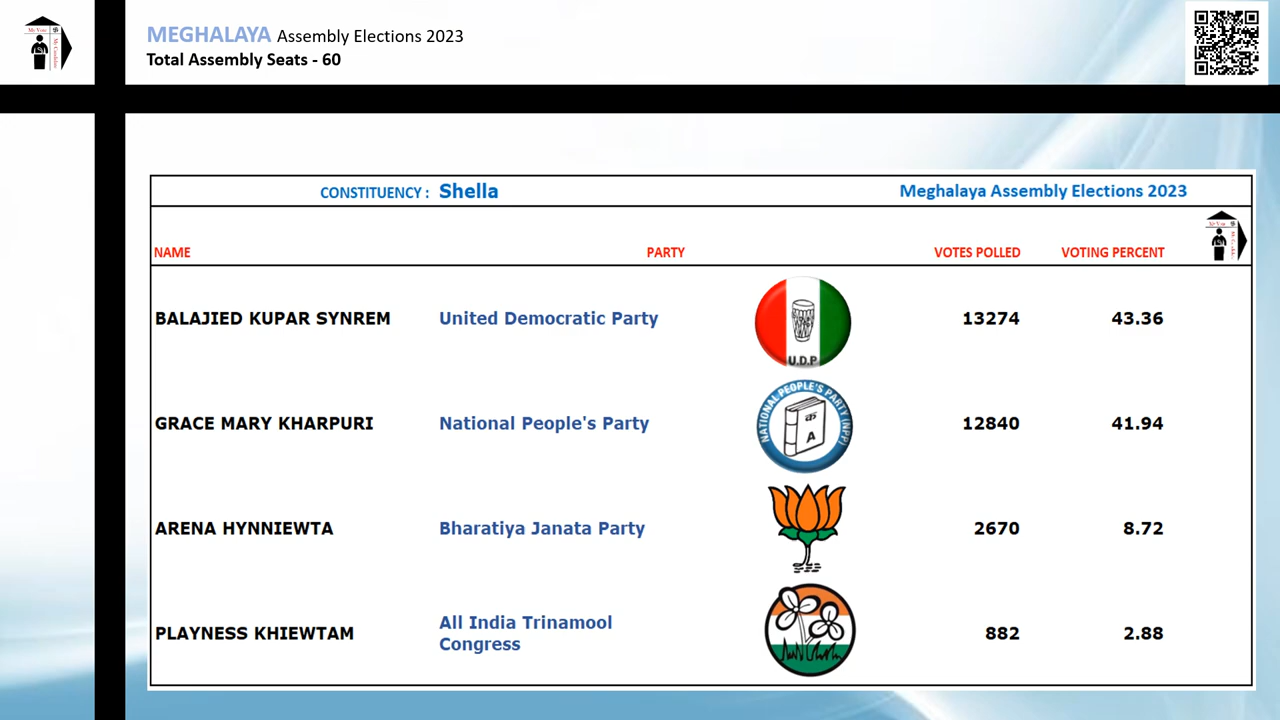 MEGHALAYA Assembly Elections 2023
Total Assembly Seats - 60
CONSTITUENCY : Shella Meghalaya Assembly Elections 2023
NAME PARTY VOTES POLLED VOTING PERCENT
BALAJIED KUPAR SYNREM United Democratic Party 13274 43.36
U.D.P
GRACE MARY KHARPURI National People's Party 12840 41.94
NATIONAL PEOPLE'S PARTY (NPP)
क
A
ARENA HYNNIEWTA Bharatiya Janata Party 2670 8.72
PLAYNESS KHIEWTAM All India Trinamool Congress 882 2.88